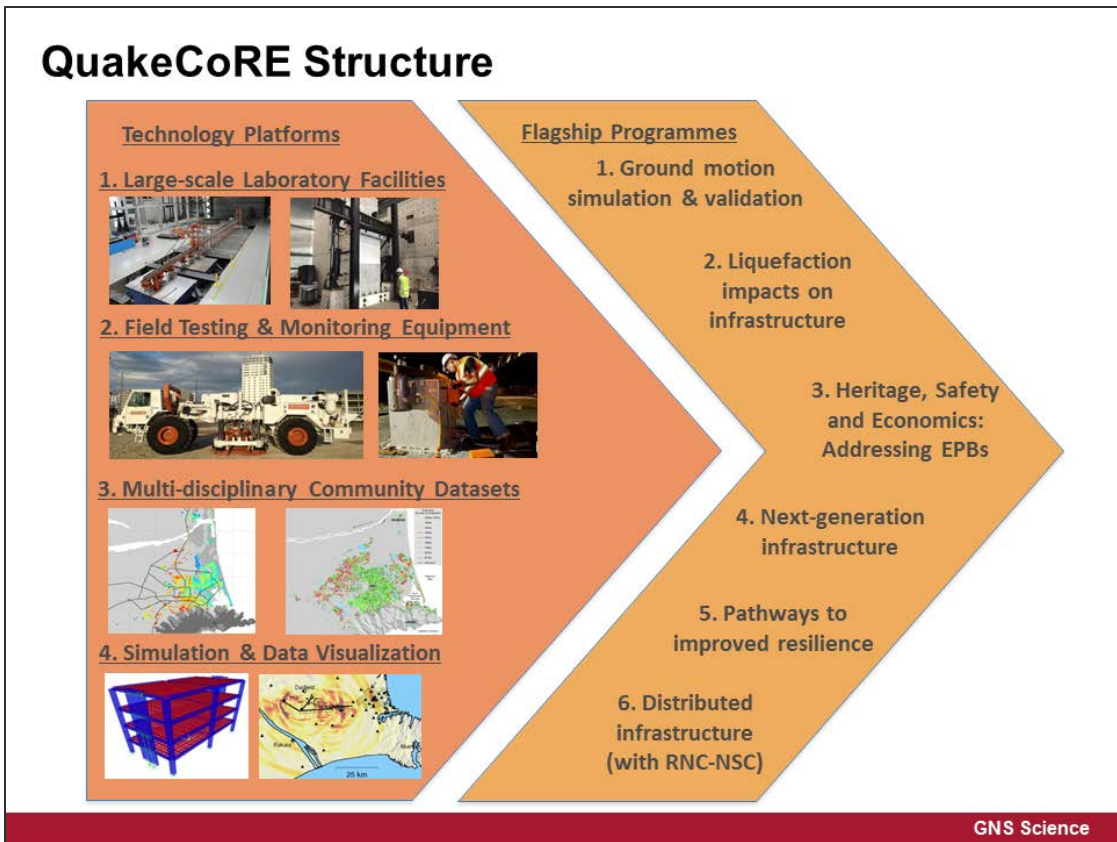 QuakeCoRE Structure
Technology Platforms
1. Large-scale Laboratory Facilities
2. Field Testing & Monitoring Equipment
3. Multi-disciplinary Community Datasets
4. Simulation & Data Visualization
Darfield
Rakaia
25 km
Flagship Programmes
1. Ground motion
simulation & validation
2. Liquefaction
impacts on
infrastructure
3. Heritage, Safety
and Economics:
Addressing EPBs
4. Next-generation
infrastructure
5. Pathways to
improved resilience
6. Distributed
infrastructure
(with RNC-NSC)
GNS Science